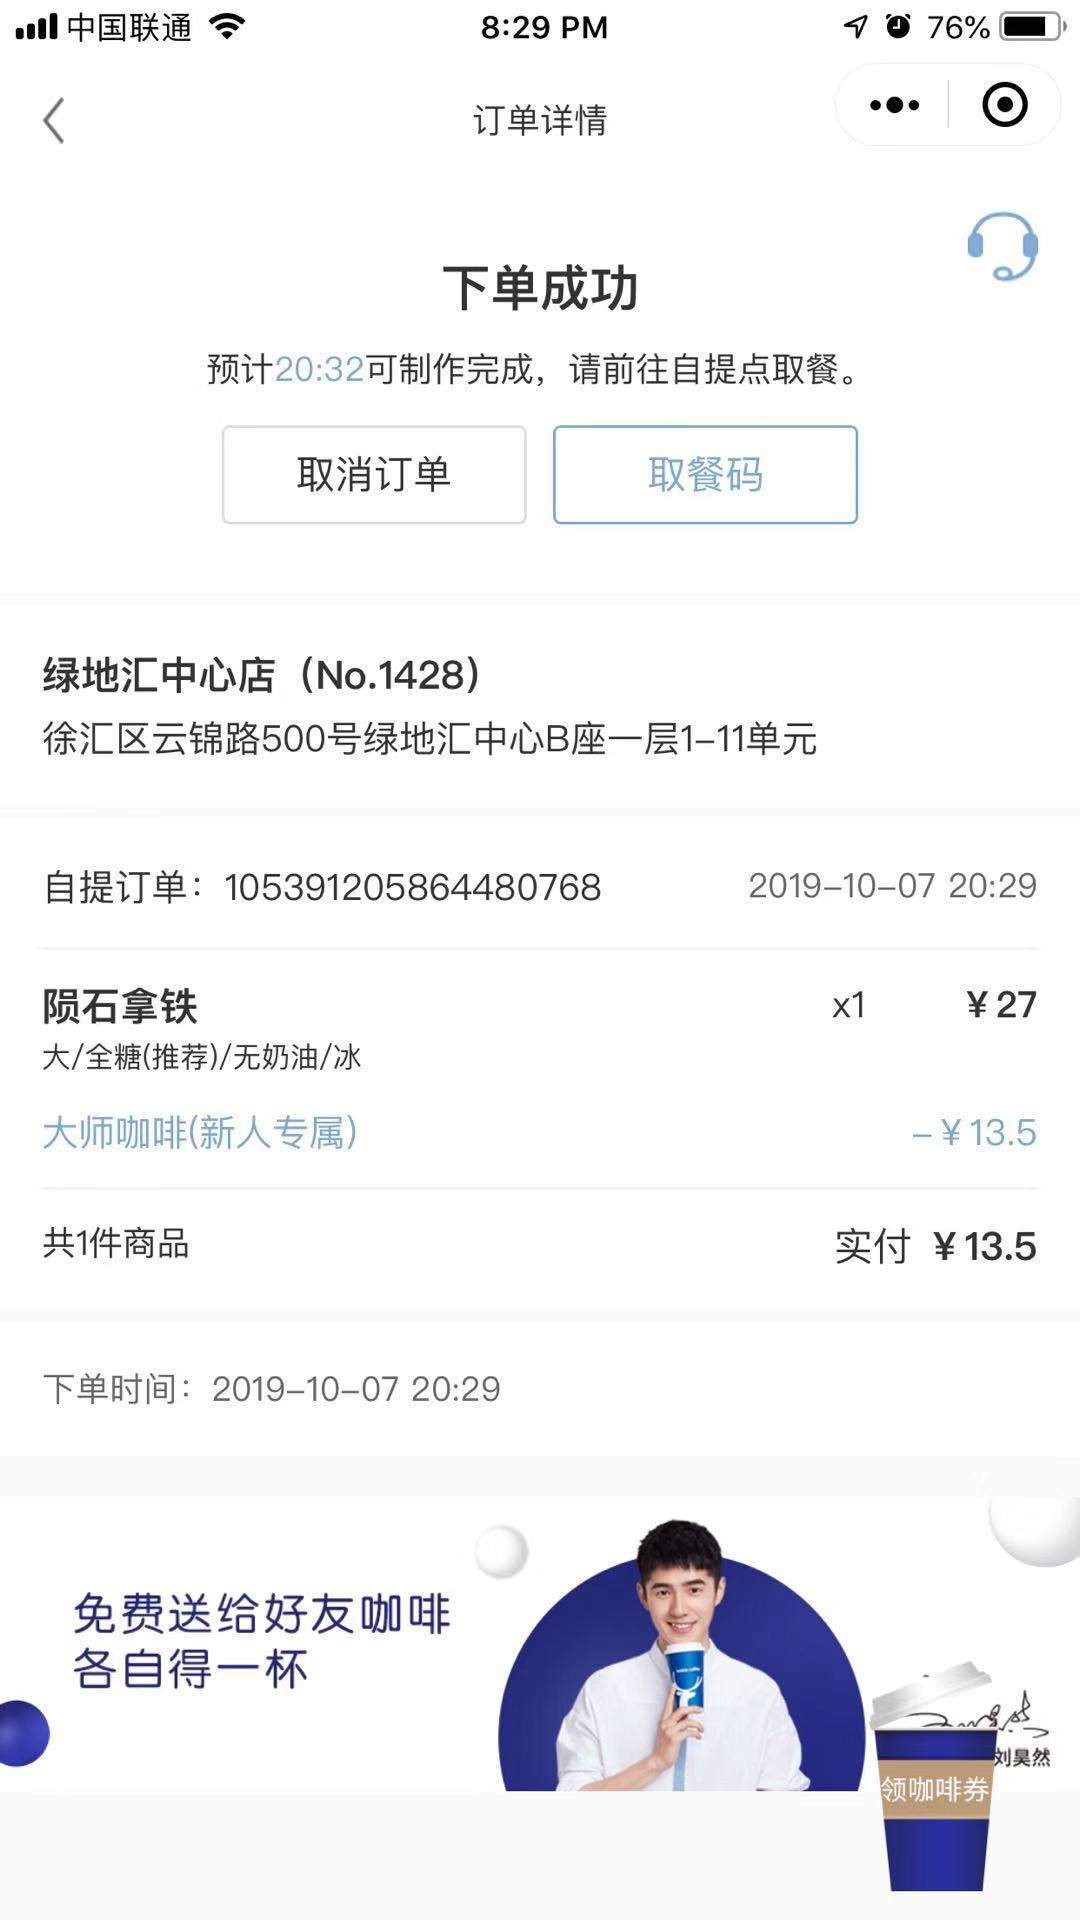 中国联通
8:29 PM
76%
订单详情
下单成功
预计20:32可制作完成，请前往自提点取餐。
取消订单
取餐码
绿地汇中心店（No.1428）
徐汇区云锦路500号绿地汇中心B座一层1-11单元
自提订单：105391205864480768
2019-10-07 20:29
陨石拿铁
x1
¥27
大/全糖(推荐)/无奶油/冰
大师咖啡(新人专属)
-¥13.5
共1件商品
实付 ¥13.5
下单时间：2019-10-07 20:29
免费送给好友咖啡
各自得一杯
luckin coffee
刘昊然
领咖啡券